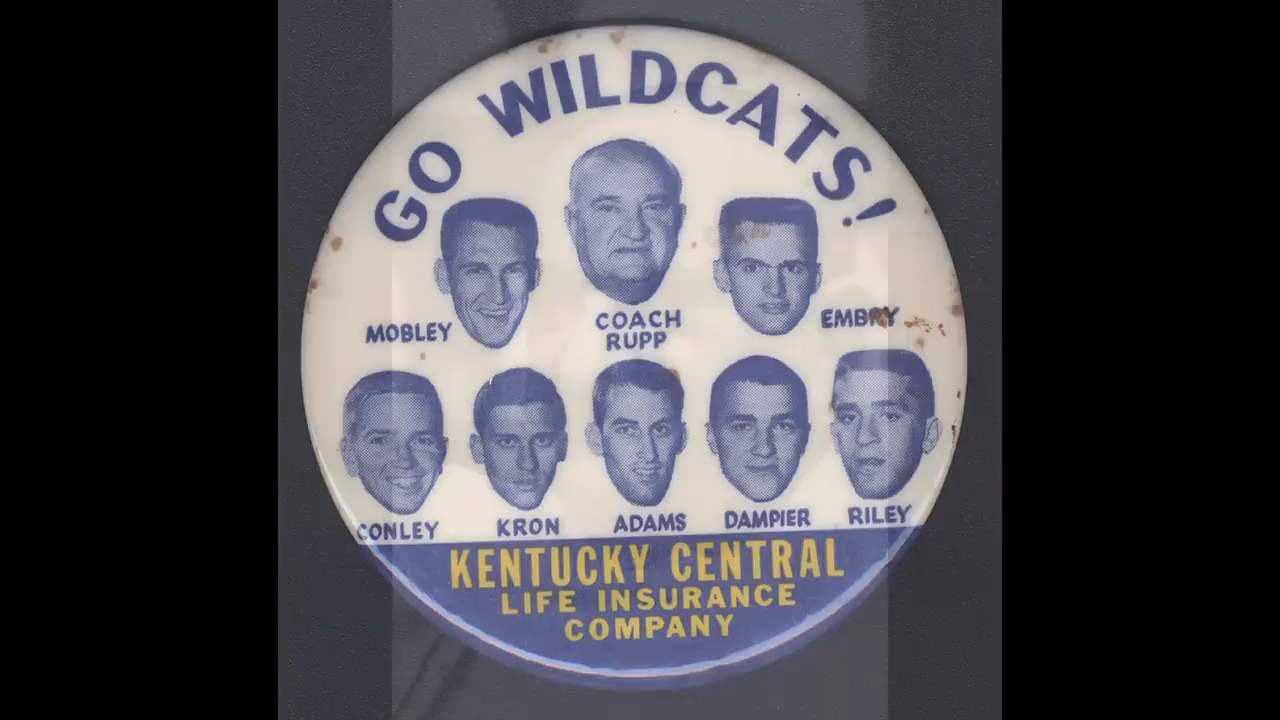 GO WILDCATS!
MOBLEY
COACH
RUPP
EMBRY
CONLEY
KRON
ADAMS
DAMPIER
RILEY
KENTUCKY CENTRAL
LIFE INSURANCE
COMPANY